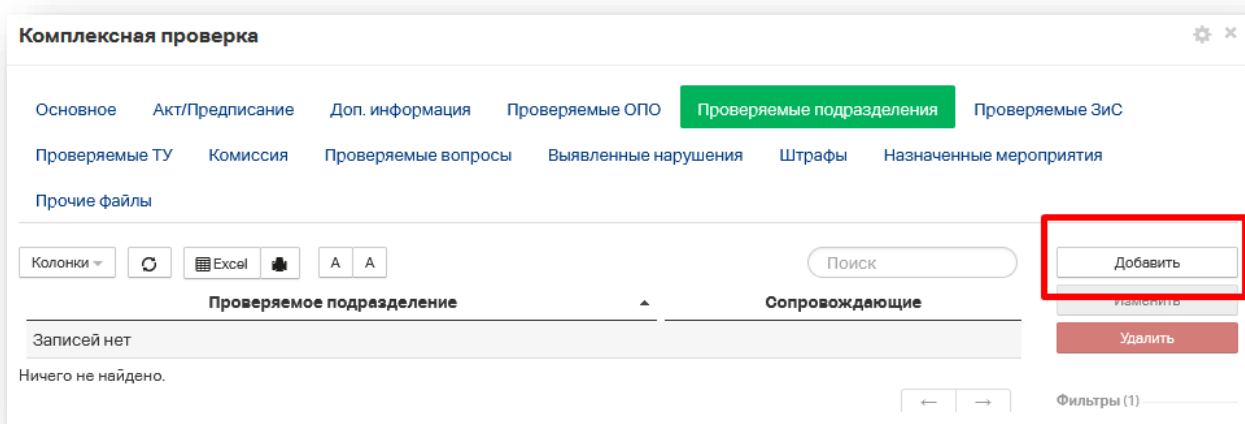 Комплексная проверка
Основное Акт/Предписание Доп. информация Проверяемые ОПО Проверяемые подразделения Проверяемые ЗиС
Проверяемые ТУ Комиссия Проверяемые вопросы Выявленные нарушения Штрафы Назначенные мероприятия
Прочие файлы
Колонки Excel A A Поиск Добавить
Проверяемое подразделение Сопровождающие Изменить
Записей нет Удалить
Ничего не найдено.
← → Фильтры (1)